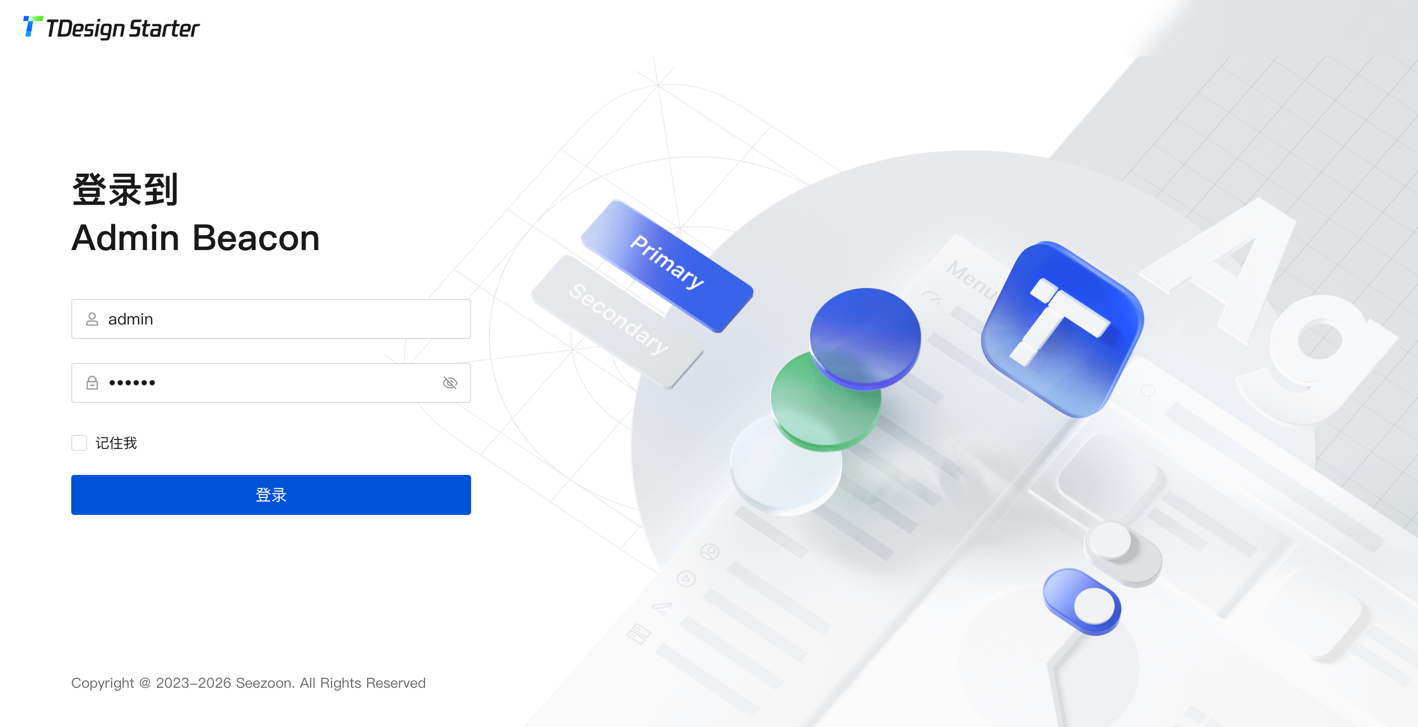 TDesign Starter
登录到
Admin Beacon
admin
••••••
记住我
登录
Copyright @ 2023-2026 Seezoon. All Rights Reserved
Primary
Secondary
Menu
T
Ag